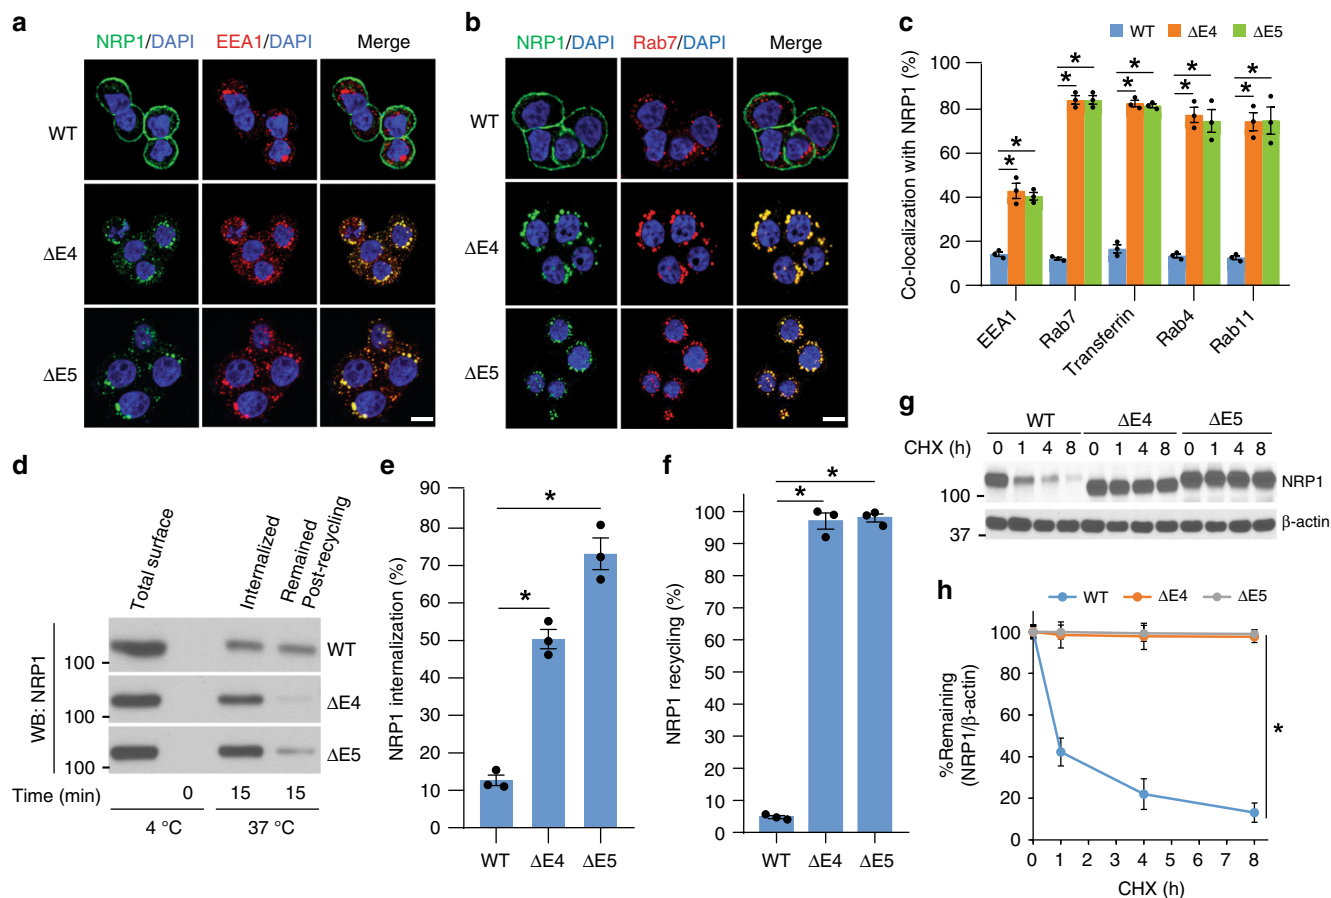 a
NRP1/DAPI EEA1/DAPI Merge
WT
ΔE4
ΔE5
b
NRP1/DAPI Rab7/DAPI Merge
WT
ΔE4
ΔE5
c
WT ΔE4 ΔE5
Co-localization with NRP1 (%)
100
80
60
40
20
0
* * * * * * * * * *
EEA1 Rab7 Transferrin Rab4 Rab11
d
Total surface
Internalized
Remained
Post-recycling
WB: NRP1
100 WT
100 ΔE4
100 ΔE5
Time (min) 0 15 15
4 °C 37 °C
e
NRP1 internalization (%)
90
80
70
60
50
40
30
20
10
0
*
*
WT ΔE4 ΔE5
f
NRP1 recycling (%)
100
90
80
70
60
50
40
30
20
10
0
*
*
WT ΔE4 ΔE5
g
WT ΔE4 ΔE5
CHX (h) 0 1 4 8 0 1 4 8 0 1 4 8
100 NRP1
37 β-actin
h
WT ΔE4 ΔE5
%Remaining
(NRP1/β-actin)
100
80
60
40
20
0
*
0 1 2 3 4 5 6 7 8
CHX (h)